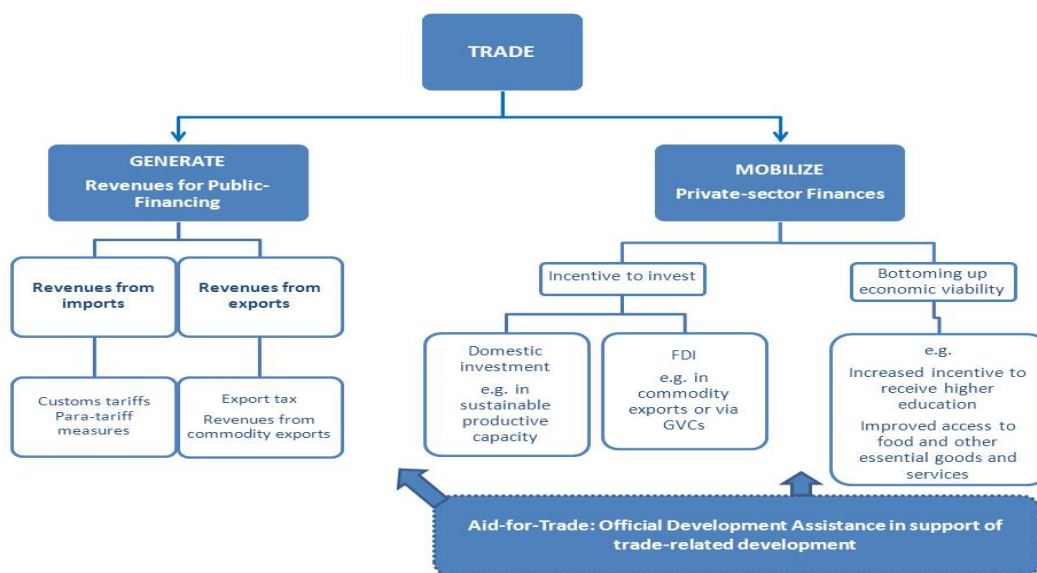 TRADE
GENERATE
Revenues for Public-
Financing
MOBILIZE
Private-sector Finances
Revenues from
imports
Revenues from
exports
Incentive to invest
Bottoming up
economic viability
Customs tariffs
Para-tariff
measures
Export tax
Revenues from
commodity exports
Domestic
investment
e.g. in
sustainable
productive
capacity
FDI
e.g. in
commodity
exports or via
GVCs
e.g.
Increased incentive to
receive higher
education
Improved access to
food and other
essential goods and
services
Aid-for-Trade: Official Development Assistance in support of
trade-related development